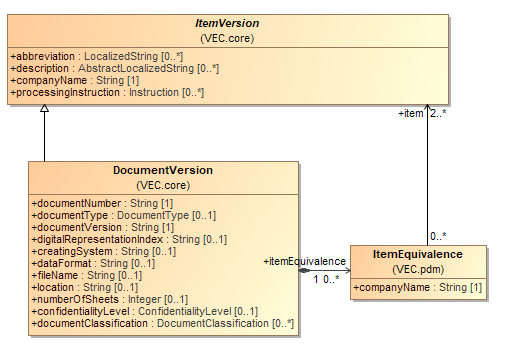 ItemVersion
(VEC.core)
+abbreviation : LocalizedString [0..*]
+description : AbstractLocalizedString [0..*]
+companyName : String [1]
+processingInstruction : Instruction [0..*]
+item 2..*
DocumentVersion
(VEC.core)
+documentNumber : String [1]
+documentType : DocumentType [0..1]
+documentVersion : String [1]
+digitalRepresentationIndex : String [0..1]
+creatingSystem : String [0..1]
+dataFormat : String [0..1]
+fileName : String [0..1]
+location : String [0..1]
+numberOfSheets : Integer [0..1]
+confidentialityLevel : ConfidentialityLevel [0..1]
+documentClassification : DocumentClassification [0..*]
+itemEquivalence
1 0..*
0..*
ItemEquivalence
(VEC.pdm)
+companyName : String [1]